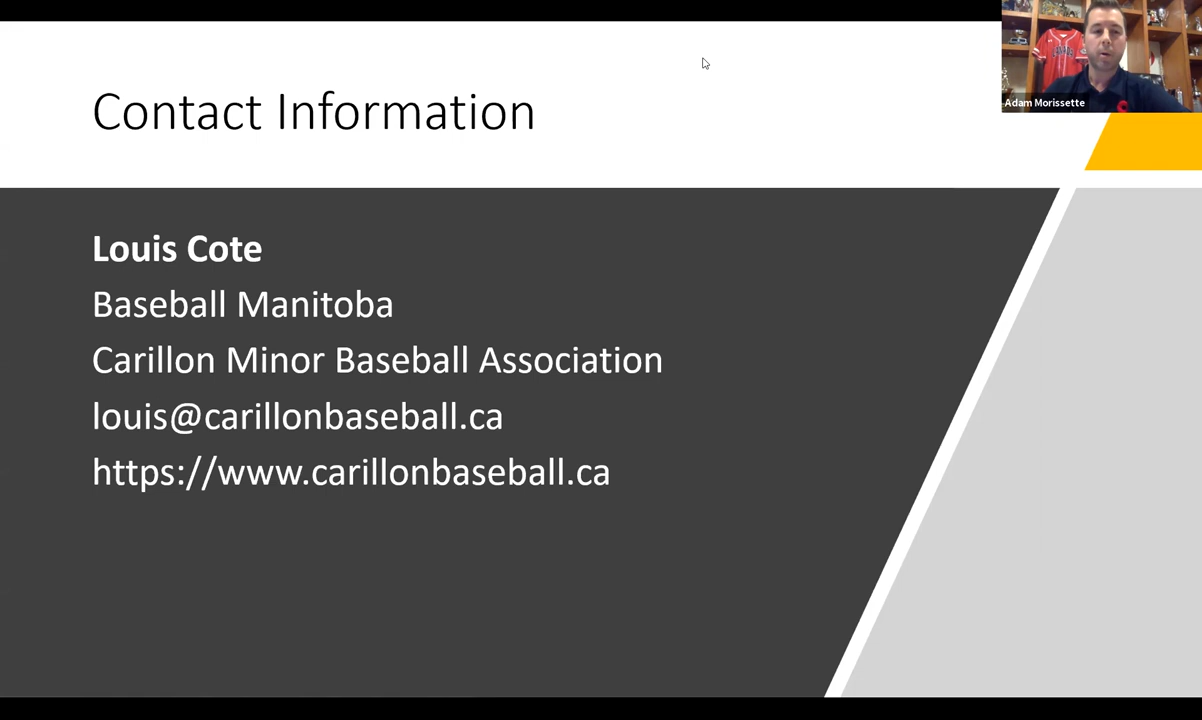 Adam Morissette
Contact Information
Louis Cote
Baseball Manitoba
Carillon Minor Baseball Association
louis@carillonbaseball.ca
https://www.carillonbaseball.ca